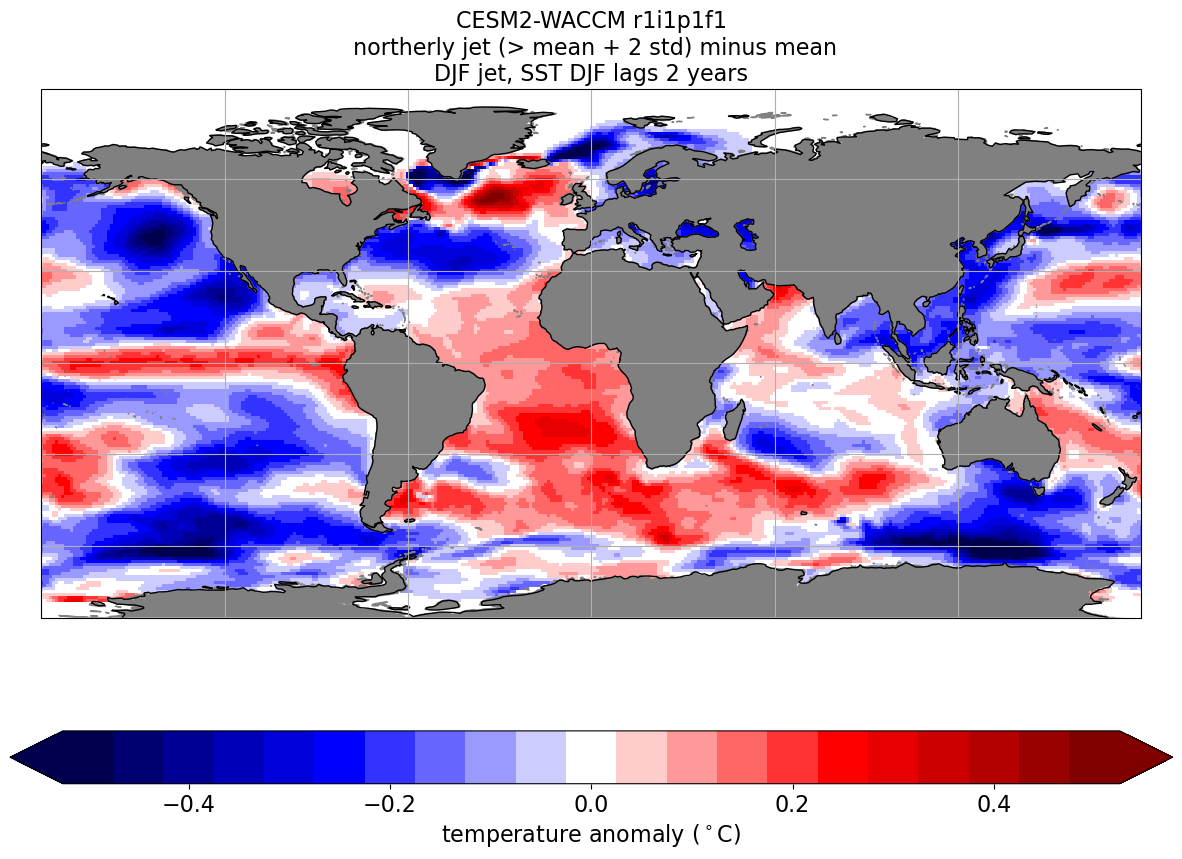 CESM2-WACCM r1i1p1f1
northerly jet (> mean + 2 std) minus mean
DJF jet, SST DJF lags 2 years
−0.4 −0.2 0.0 0.2 0.4
temperature anomaly (°C)